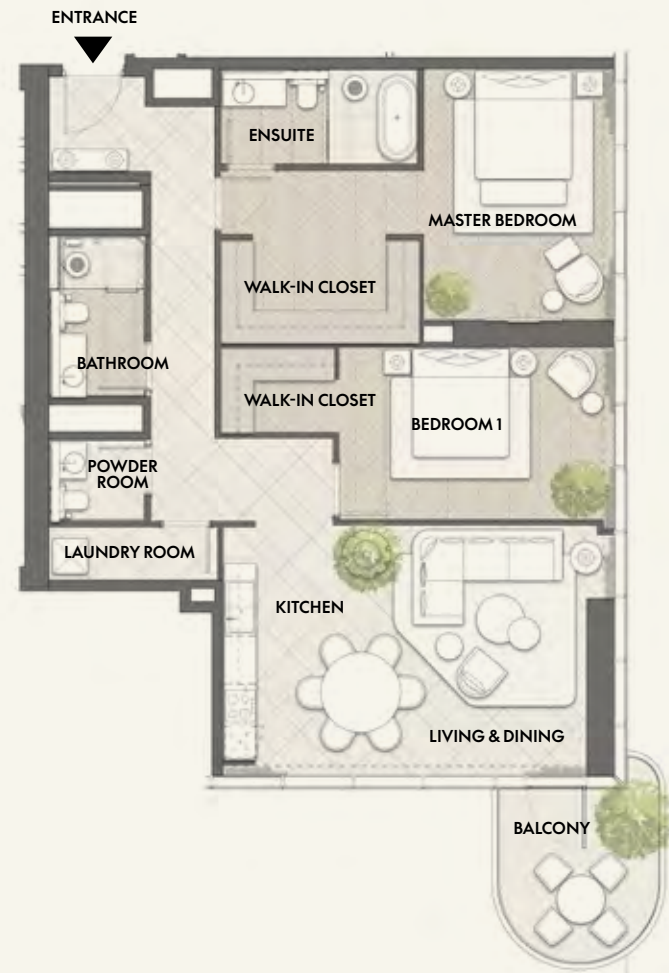 ENTRANCE
ENSUITE
MASTER BEDROOM
WALK-IN CLOSET
BATHROOM
WALK-IN CLOSET
BEDROOM 1
POWDER
ROOM
LAUNDRY ROOM
KITCHEN
LIVING & DINING
BALCONY